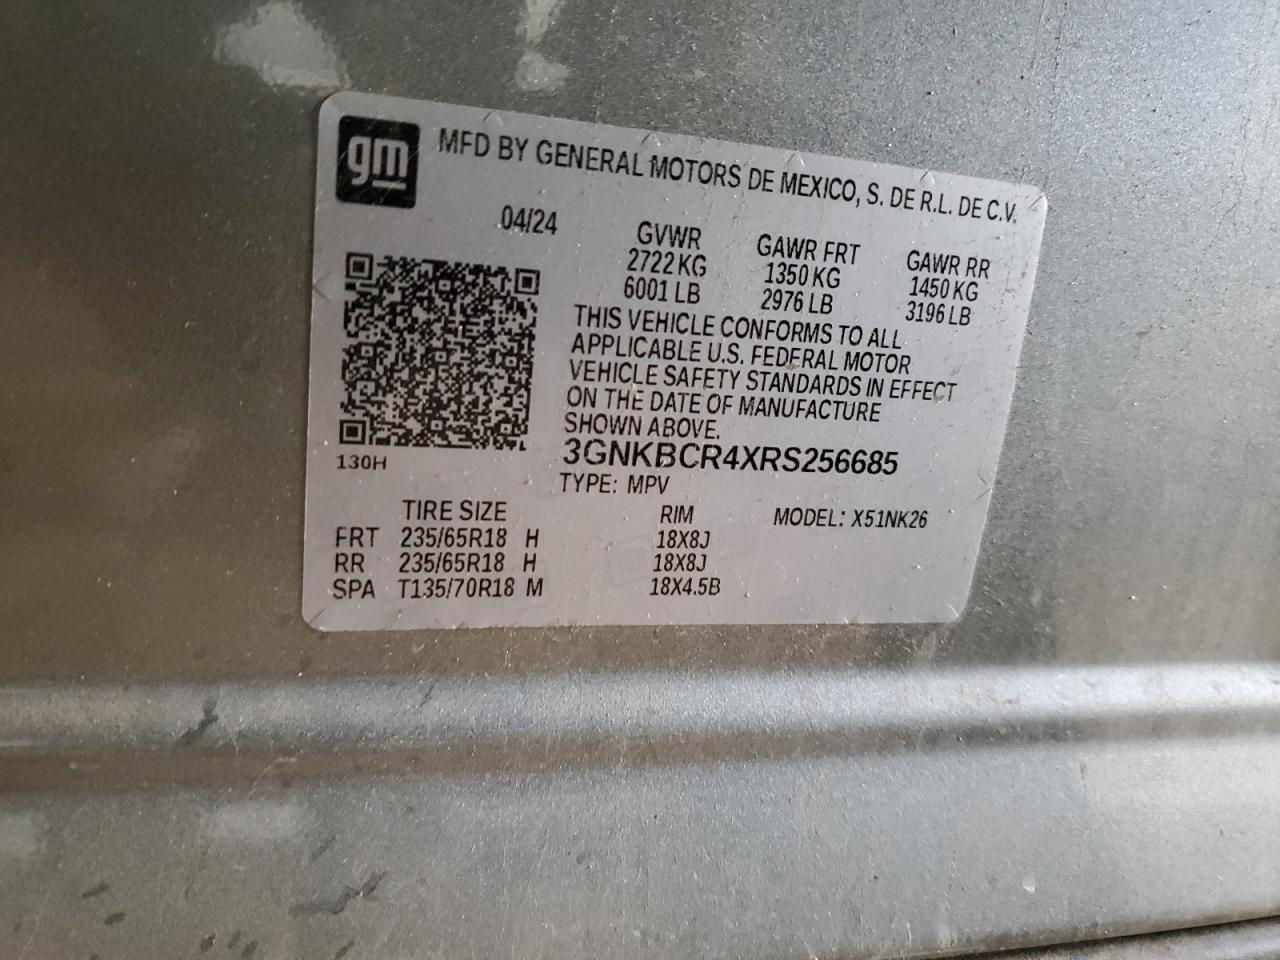 gm
MFD BY GENERAL MOTORS DE MEXICO, S. DE R.L. DE C.V.
04/24
GVWR GAWR FRT GAWR RR
2722 KG 1350 KG 1450 KG
6001 LB 2976 LB 3196 LB
THIS VEHICLE CONFORMS TO ALL
APPLICABLE U.S. FEDERAL MOTOR
VEHICLE SAFETY STANDARDS IN EFFECT
ON THE DATE OF MANUFACTURE
SHOWN ABOVE.
130H
3GNKBCR4XRS256685
TYPE: MPV
TIRE SIZE RIM MODEL: X51NK26
FRT 235/65R18 H 18X8J
RR 235/65R18 H 18X8J
SPA T135/70R18 M 18X4.5B